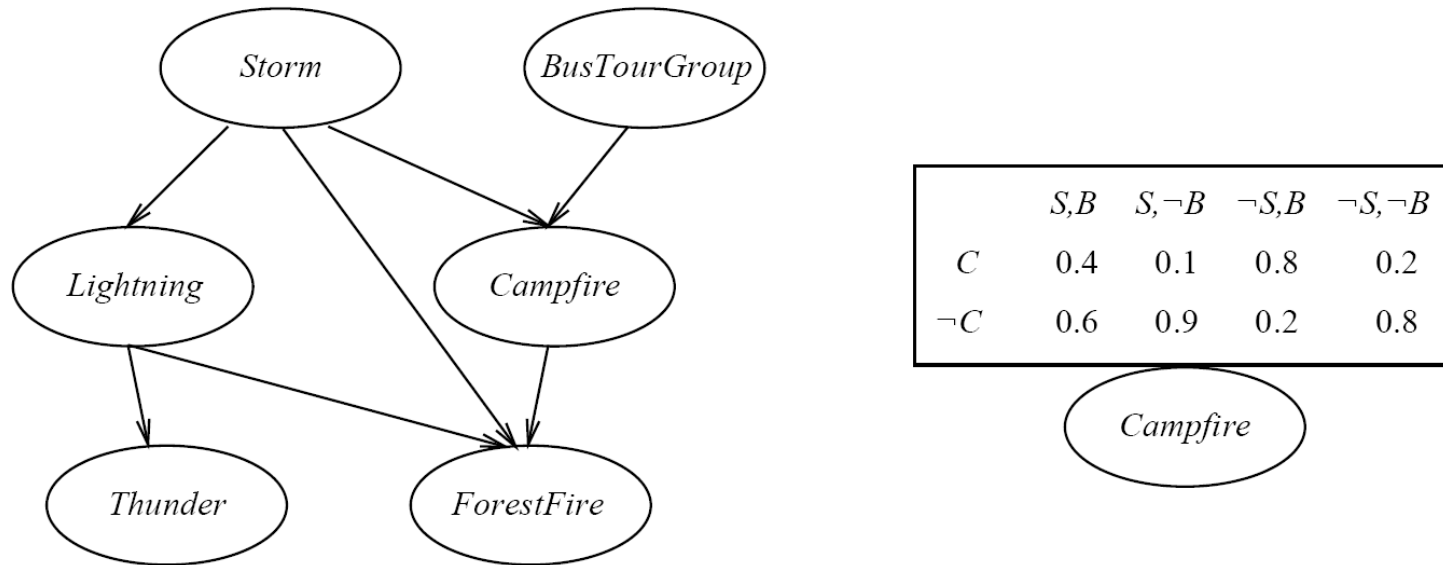 Storm
BusTourGroup
Lightning
Campfire
Thunder
ForestFire
S,B S,¬B ¬S,B ¬S,¬B
C 0.4 0.1 0.8 0.2
¬C 0.6 0.9 0.2 0.8
Campfire